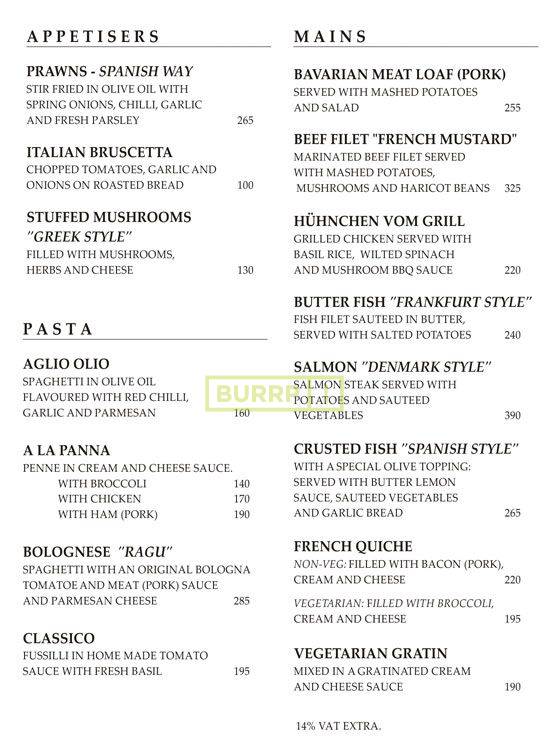 APPETISERS
PRAWNS - SPANISH WAY
STIR FRIED IN OLIVE OIL WITH
SPRING ONIONS, CHILLI, GARLIC
AND FRESH PARSLEY 265
ITALIAN BRUSCETTA
CHOPPED TOMATOES, GARLIC AND
ONIONS ON ROASTED BREAD 100
STUFFED MUSHROOMS
"GREEK STYLE"
FILLED WITH MUSHROOMS,
HERBS AND CHEESE 130
PASTA
AGLIO OLIO
SPAGHETTI IN OLIVE OIL
FLAVOURED WITH RED CHILLI,
GARLIC AND PARMESAN 160
A LA PANNA
PENNE IN CREAM AND CHEESE SAUCE.
WITH BROCCOLI 140
WITH CHICKEN 170
WITH HAM (PORK) 190
BOLOGNESE "RAGU"
SPAGHETTI WITH AN ORIGINAL BOLOGNA
TOMATOE AND MEAT (PORK) SAUCE
AND PARMESAN CHEESE 285
CLASSICO
FUSSILLI IN HOME MADE TOMATO
SAUCE WITH FRESH BASIL 195
MAINS
BAVARIAN MEAT LOAF (PORK)
SERVED WITH MASHED POTATOES
AND SALAD 255
BEEF FILET "FRENCH MUSTARD"
MARINATED BEEF FILET SERVED
WITH MASHED POTATOES,
MUSHROOMS AND HARICOT BEANS 325
HÜHNCHEN VOM GRILL
GRILLED CHICKEN SERVED WITH
BASIL RICE, WILTED SPINACH
AND MUSHROOM BBQ SAUCE 220
BUTTER FISH "FRANKFURT STYLE"
FISH FILET SAUTEED IN BUTTER,
SERVED WITH SALTED POTATOES 240
SALMON "DENMARK STYLE"
SALMON STEAK SERVED WITH
POTATOES AND SAUTEED
VEGETABLES 390
CRUSTED FISH "SPANISH STYLE"
WITH A SPECIAL OLIVE TOPPING:
SERVED WITH BUTTER LEMON
SAUCE, SAUTEED VEGETABLES
AND GARLIC BREAD 265
FRENCH QUICHE
NON-VEG: FILLED WITH BACON (PORK),
CREAM AND CHEESE 220
VEGETARIAN: FILLED WITH BROCCOLI,
CREAM AND CHEESE 195
VEGETARIAN GRATIN
MIXED IN A GRATINATED CREAM
AND CHEESE SAUCE 190
14% VAT EXTRA.